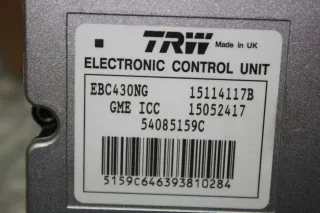 TRW Made in UK
ELECTRONIC CONTROL UNIT
EBC430NG 15114117B
GME ICC 15052417
54085159C
5159C646393810284